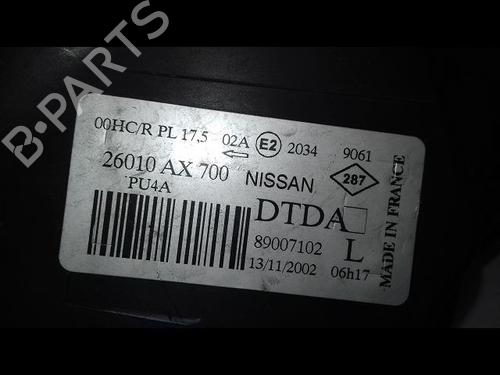 B-PARTS
00HC/R PL 17,5 02A E2 2034 9061
26010 AX 700 NISSAN 287
PU4A
DTDA
89007102 L
13/11/2002 06h17
MADE IN FRANCE